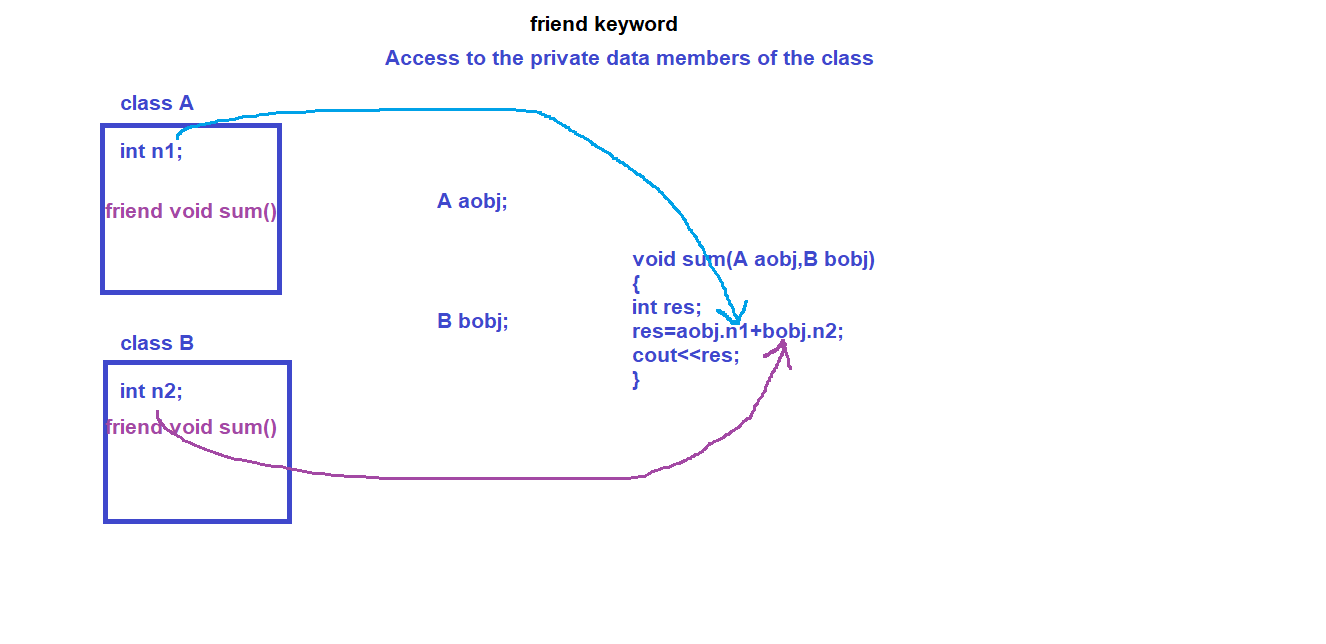 friend keyword
Access to the private data members of the class
class A
int n1;
friend void sum()
A aobj;
void sum(A aobj,B bobj)
{
int res;
res=aobj.n1+bobj.n2;
cout<<res;
}
B bobj;
class B
int n2;
friend void sum()